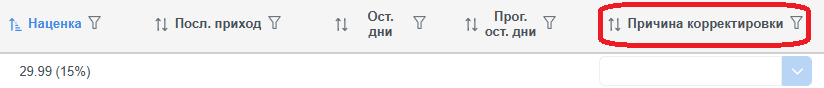 Наценка Посл. приход Ост. дни Прог. ост. дни Причина корректировки
29.99 (15%)